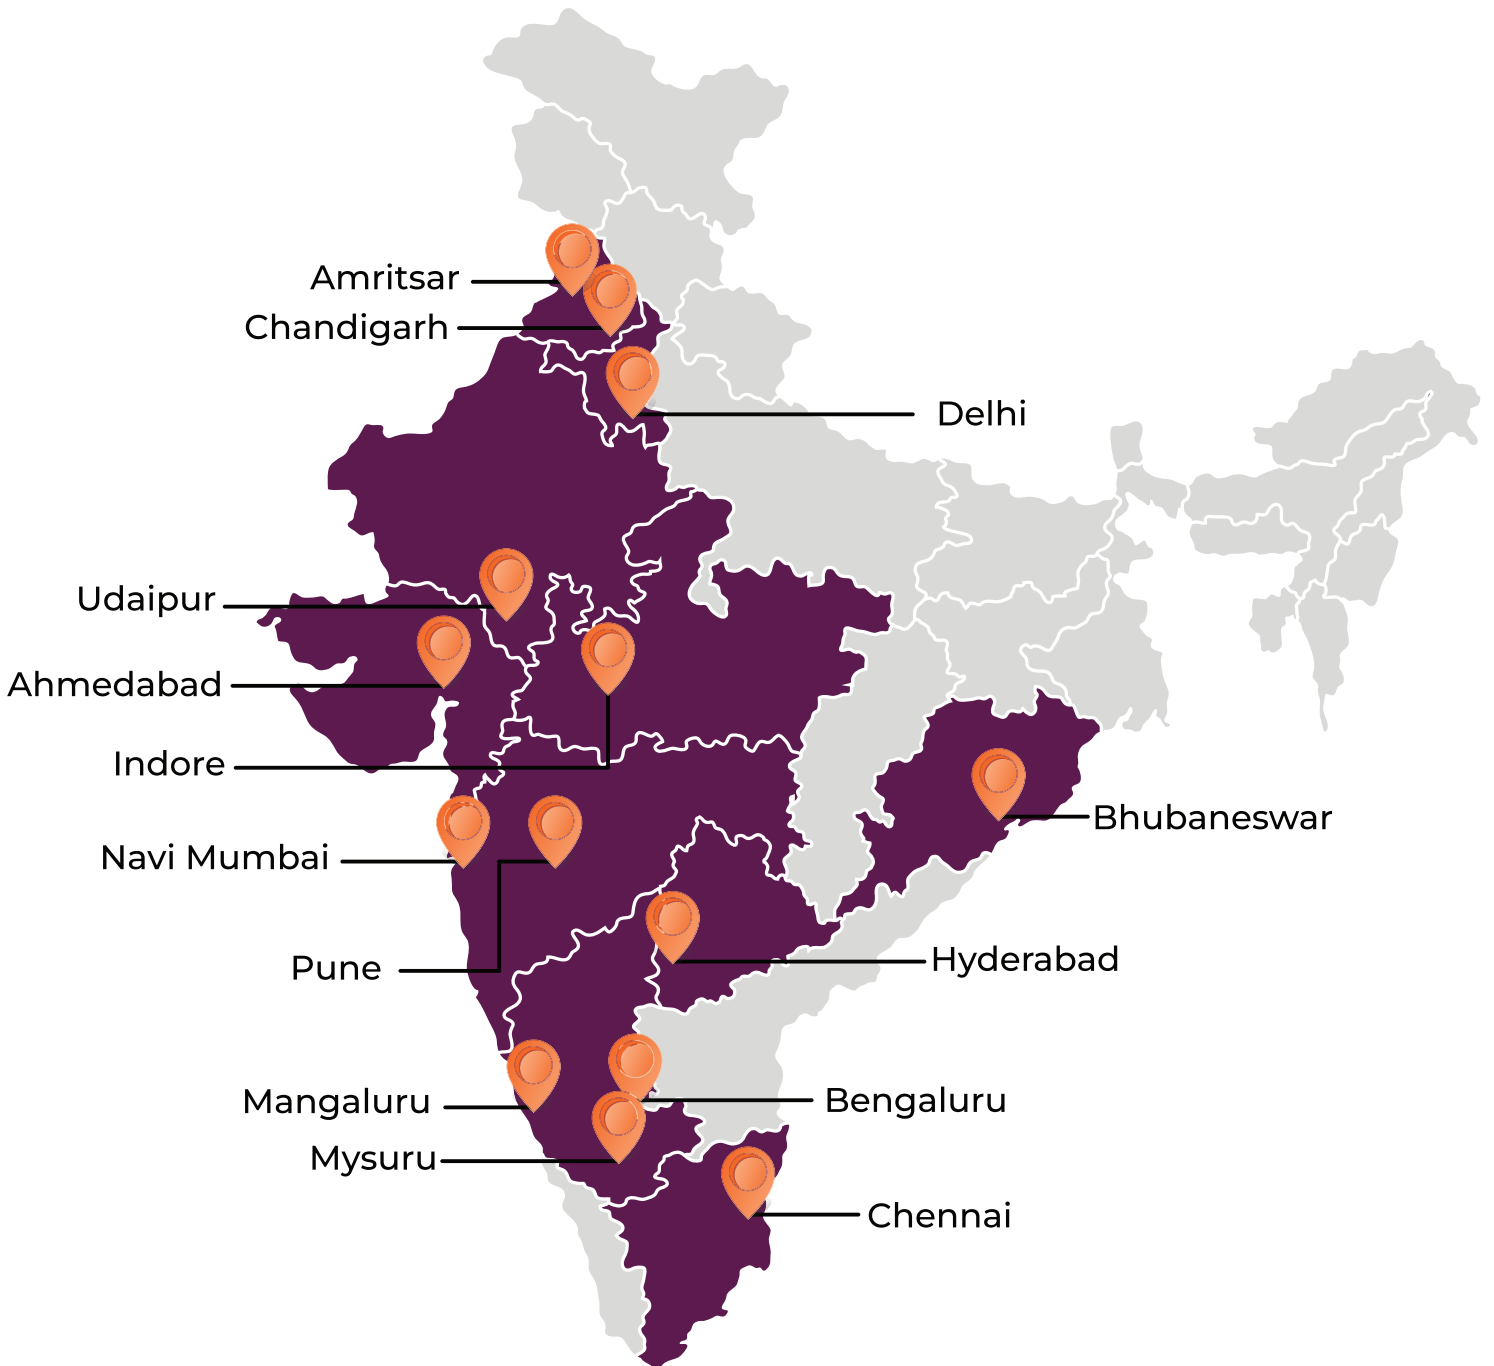 Amritsar
Chandigarh
Delhi
Udaipur
Ahmedabad
Indore
Bhubaneswar
Navi Mumbai
Hyderabad
Pune
Bengaluru
Mangaluru
Mysuru
Chennai